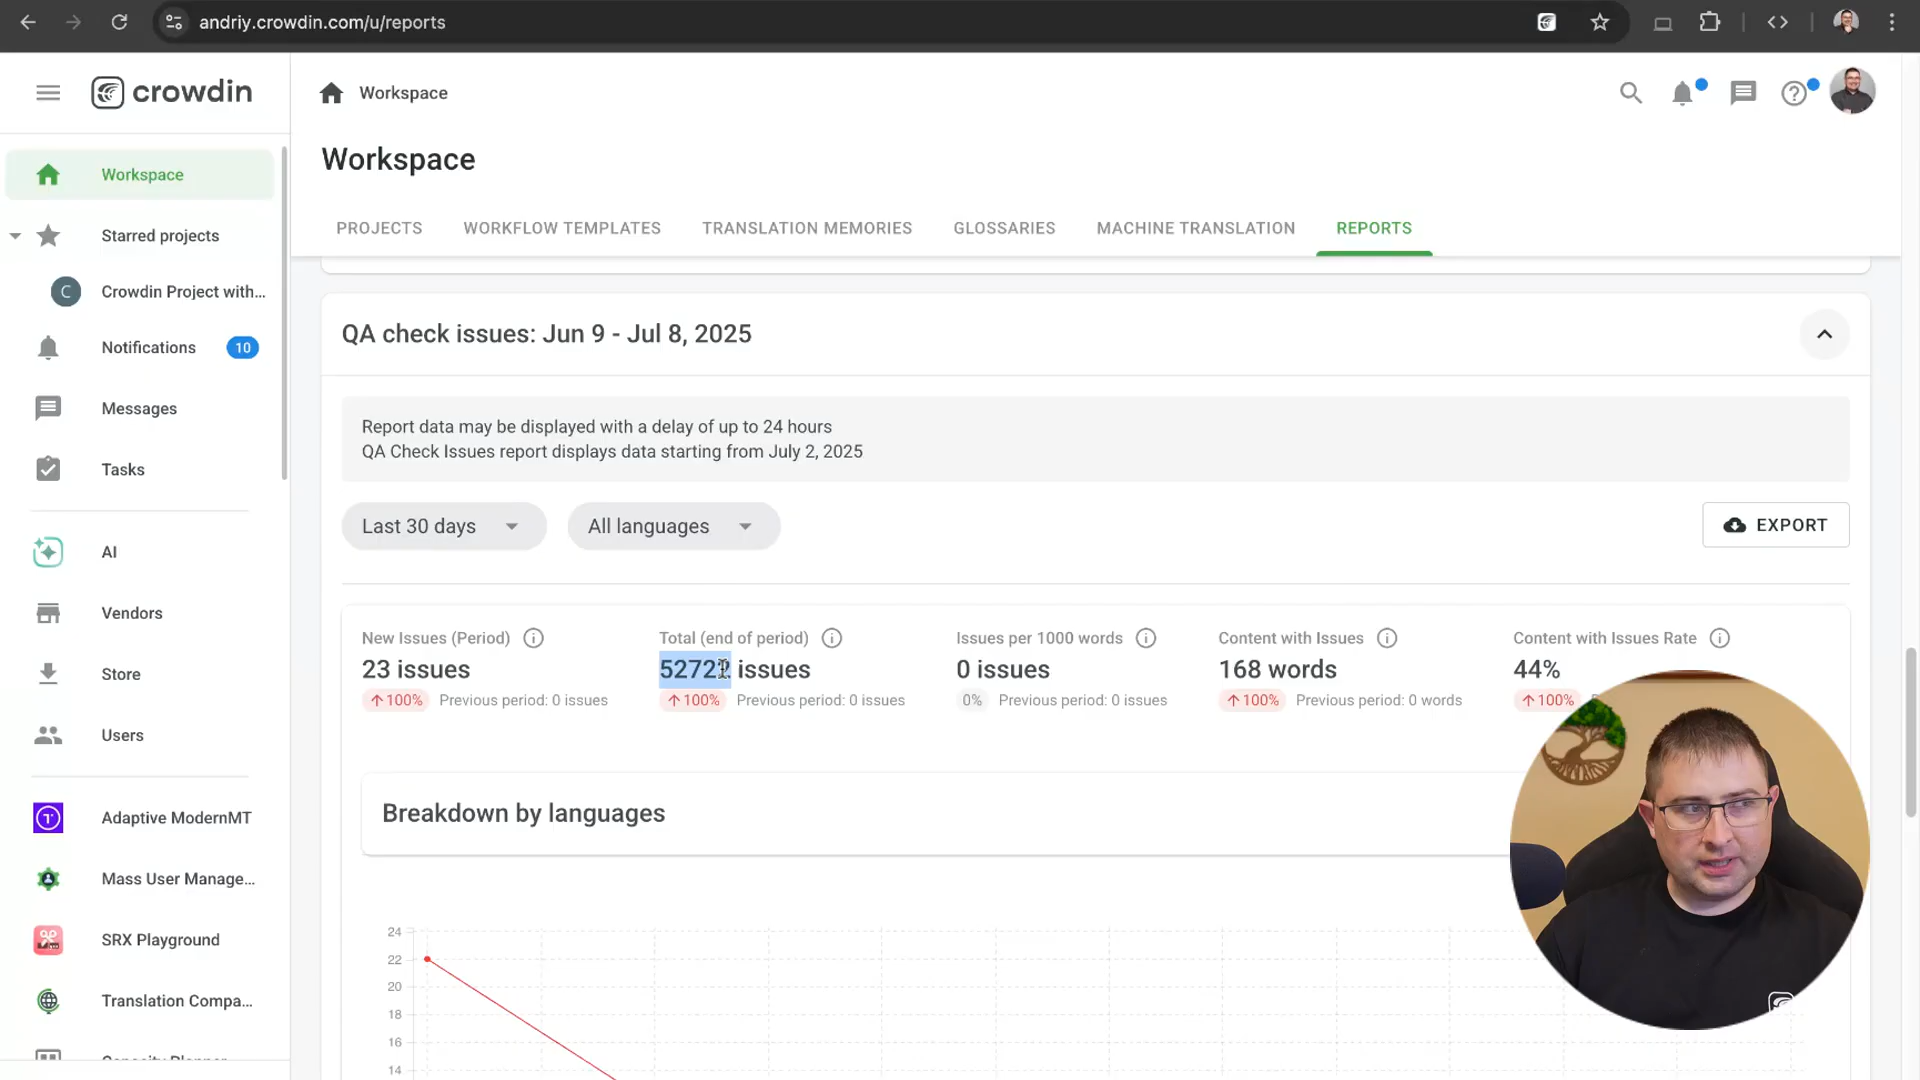 andriy.crowdin.com/u/reports
crowdin
Workspace
Workspace
PROJECTS WORKFLOW TEMPLATES TRANSLATION MEMORIES GLOSSARIES MACHINE TRANSLATION REPORTS
Workspace
Starred projects
C Crowdin Project with...
Notifications 10
Messages
Tasks
AI
Vendors
Store
Users
Adaptive ModernMT
Mass User Manage...
SRX Playground
Translation Compa...
QA check issues: Jun 9 - Jul 8, 2025
Report data may be displayed with a delay of up to 24 hours
QA Check Issues report displays data starting from July 2, 2025
Last 30 days All languages EXPORT
New Issues (Period) Total (end of period) Issues per 1000 words Content with Issues Content with Issues Rate
23 issues issues 0 issues 168 words 44%
↑100% Previous period: 0 issues ↑100% Previous period: 0 issues 0% Previous period: 0 issues ↑100% Previous period: 0 words ↑100%
Breakdown by languages
24
22
20
18
16
14